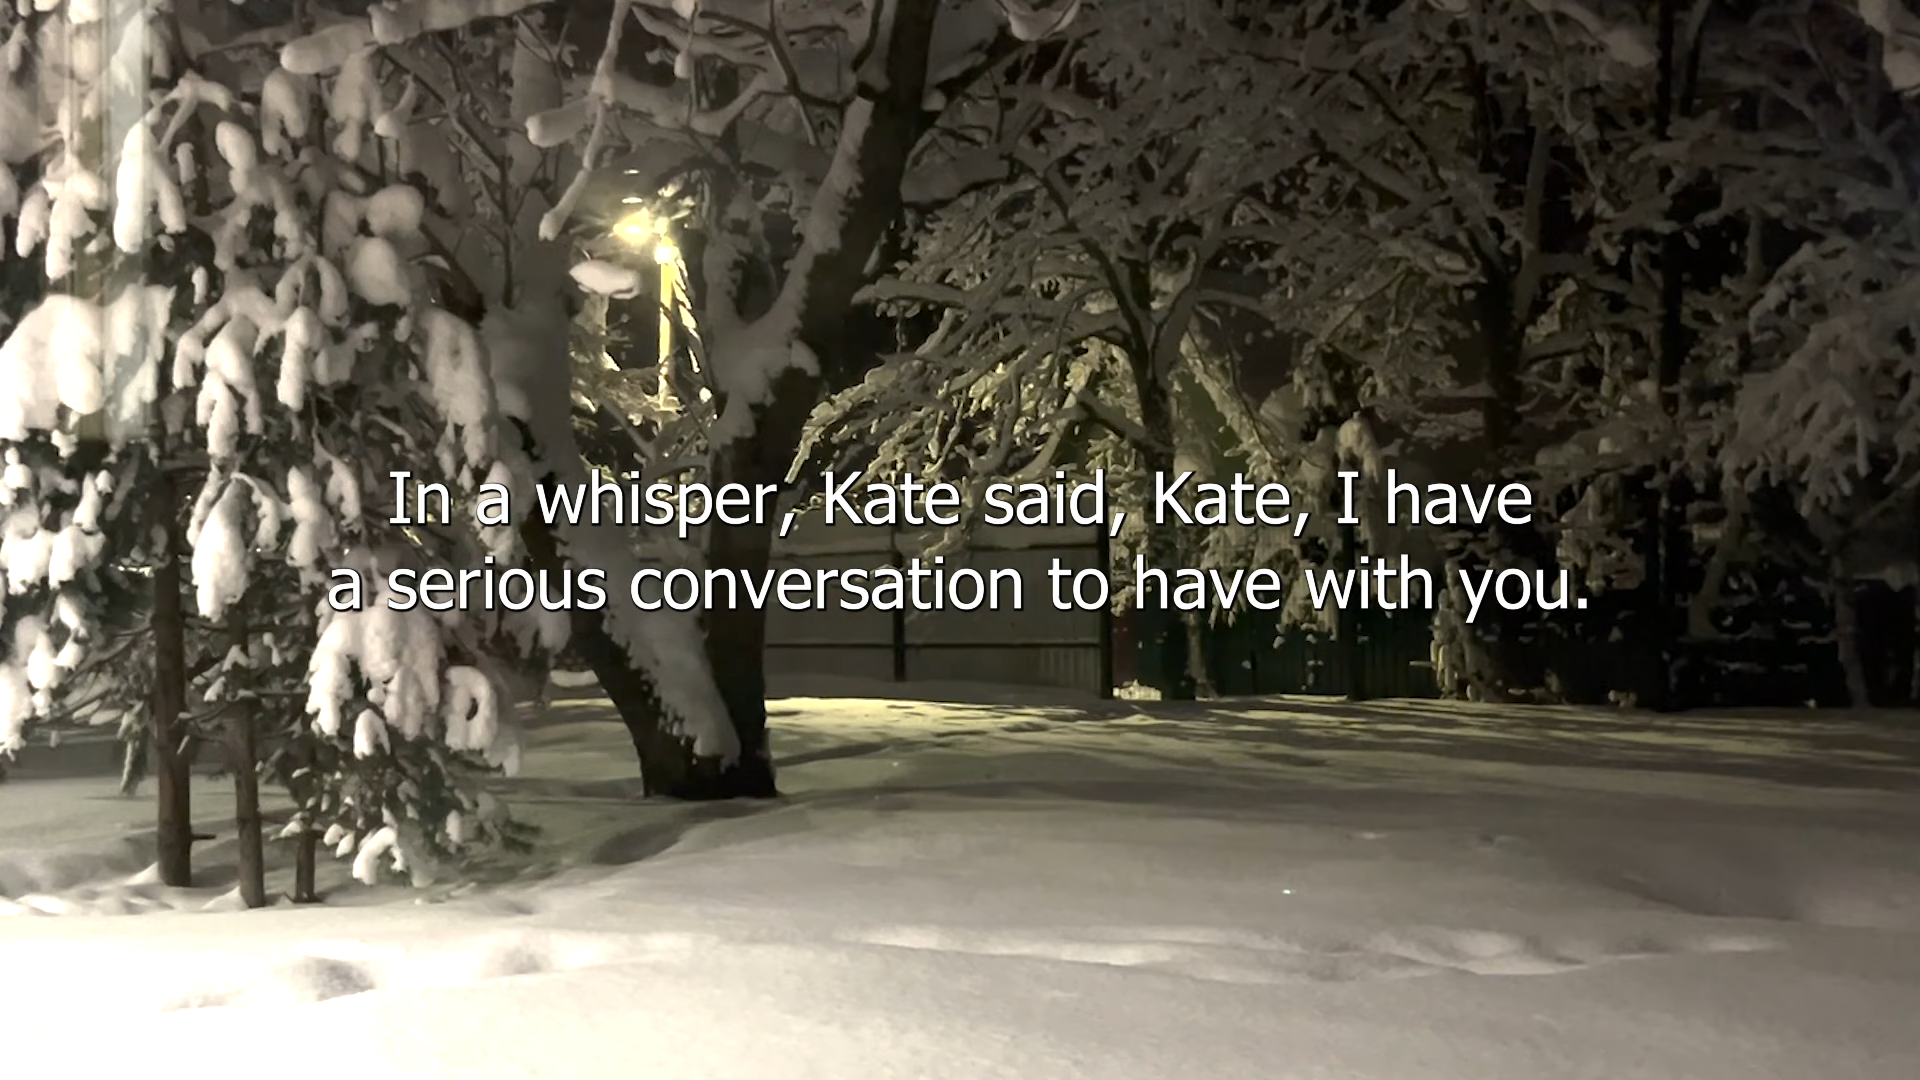 In a whisper, Kate said, Kate, I have
a serious conversation to have with you.